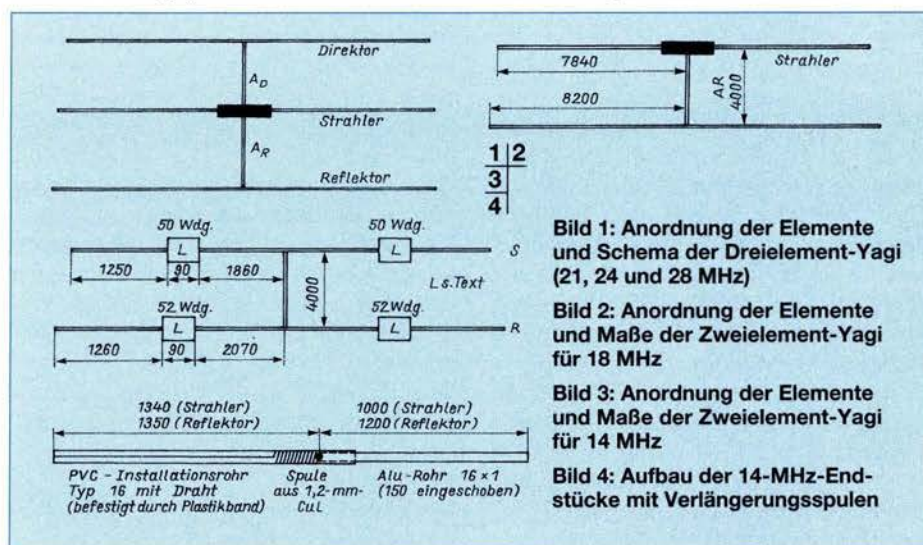 Direktor
A_D
Strahler
A_R
Reflektor
7840
Strahler
8200
AR
4000
1 2
3
4
50 Wdg.
50 Wdg.
L
L
S
1250
90
1860
4000
L s.Text
52 Wdg.
52 Wdg.
L
L
R
1260
90
2070
1340 (Strahler)
1350 (Reflektor)
1000 (Strahler)
1200 (Reflektor)
PVC - Installationsrohr
Typ 16 mit Draht
(befestigt durch Plastikband)
Spule
aus 1,2-mm-
CuL
Alu-Rohr 16×1
(150 eingeschoben)
Bild 1: Anordnung der Elemente
und Schema der Dreielement-Yagi
(21, 24 und 28 MHz)
Bild 2: Anordnung der Elemente
und Maße der Zweielement-Yagi
für 18 MHz
Bild 3: Anordnung der Elemente
und Maße der Zweielement-Yagi
für 14 MHz
Bild 4: Aufbau der 14-MHz-End-
stücke mit Verlängerungsspulen